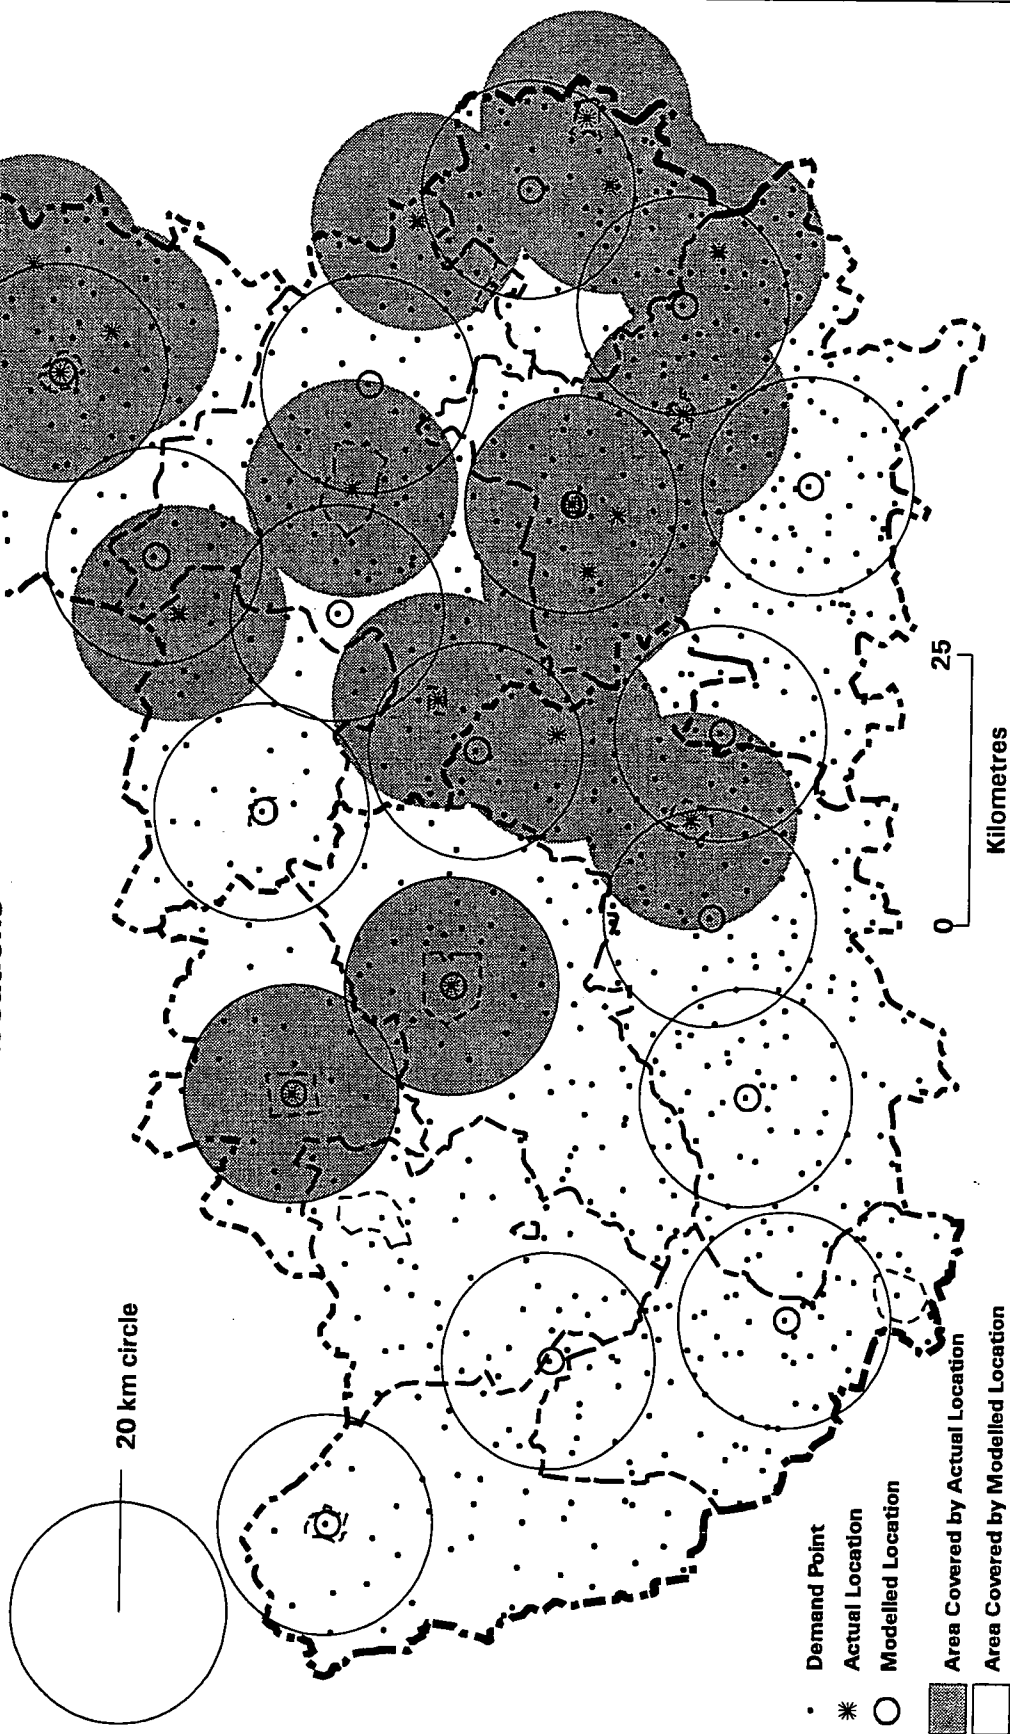 20 km circle
Demand Point
Actual Location
Modelled Location
Area Covered by Actual Location
Area Covered by Modelled Location
0 25
Kilometres